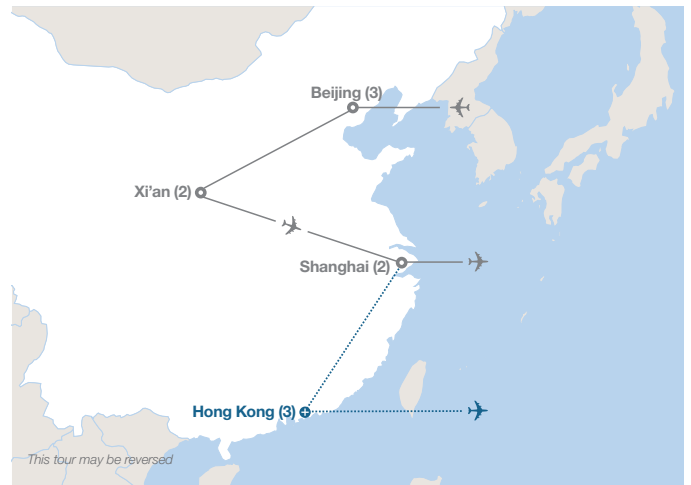 Beijing (3)
Xi’an (2)
Shanghai (2)
Hong Kong (3)
This tour may be reversed